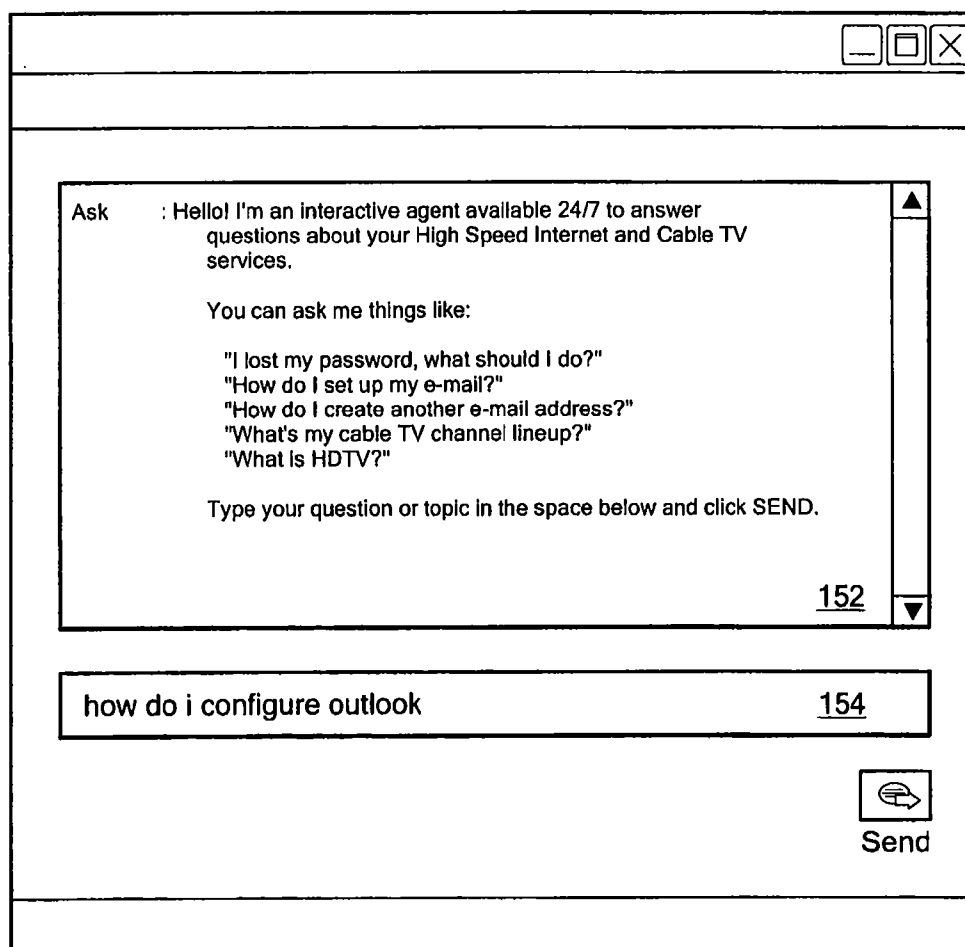 Ask : Hello! I'm an interactive agent available 24/7 to answer
questions about your High Speed Internet and Cable TV
services.
You can ask me things like:
"I lost my password, what should I do?"
"How do I set up my e-mail?"
"How do I create another e-mail address?"
"What's my cable TV channel lineup?"
"What is HDTV?"
Type your question or topic in the space below and click SEND.
152
how do i configure outlook 154
Send